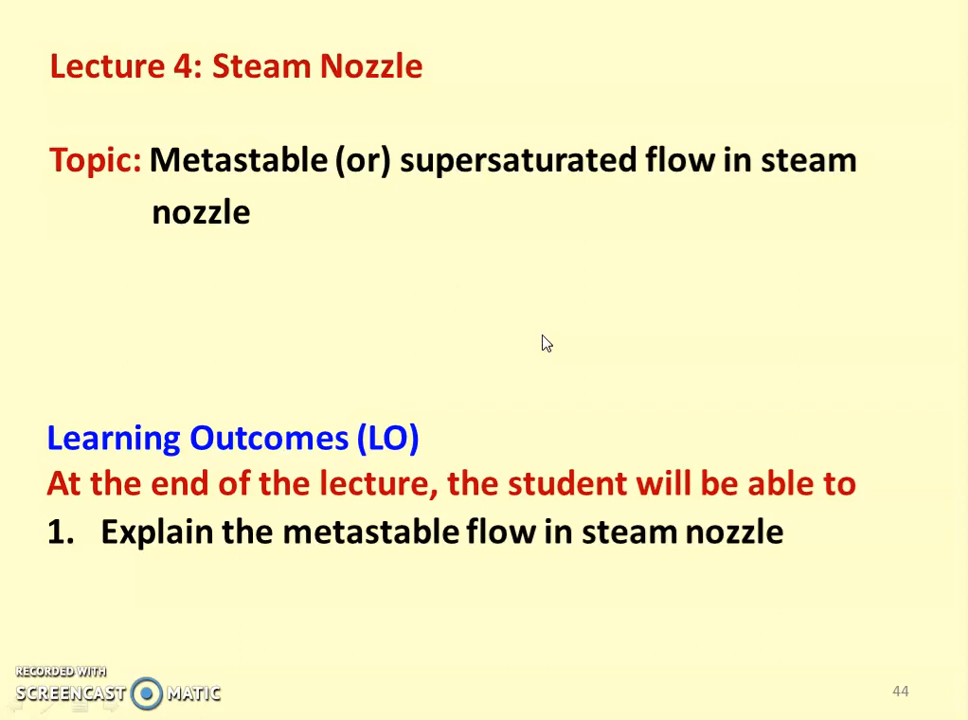 Lecture 4: Steam Nozzle
Topic: Metastable (or) supersaturated flow in steam
nozzle
Learning Outcomes (LO)
At the end of the lecture, the student will be able to
1. Explain the metastable flow in steam nozzle
RECORDED WITH
SCREENCAST MATIC
44